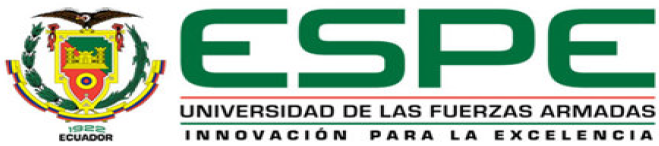 ESPE
UNIVERSIDAD DE LAS FUERZAS ARMADAS
INNOVACIÓN PARA LA EXCELENCIA
1922
ECUADOR